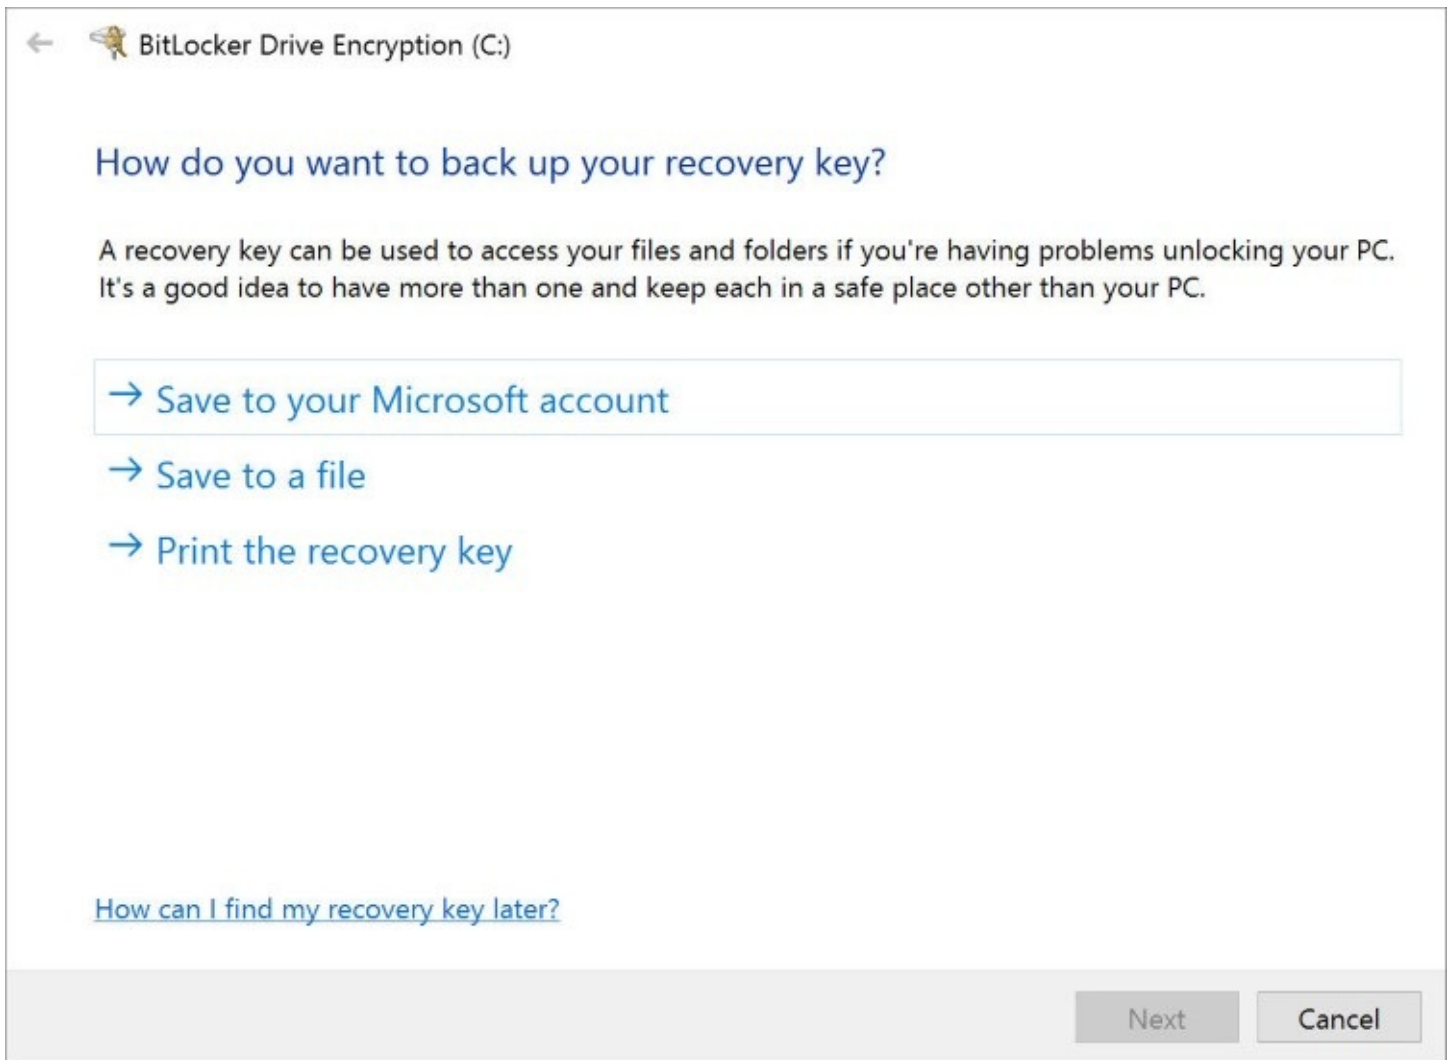 BitLocker Drive Encryption (C:)
How do you want to back up your recovery key?
A recovery key can be used to access your files and folders if you're having problems unlocking your PC.
It's a good idea to have more than one and keep each in a safe place other than your PC.
Save to your Microsoft account
Save to a file
Print the recovery key
How can I find my recovery key later?
Next
Cancel